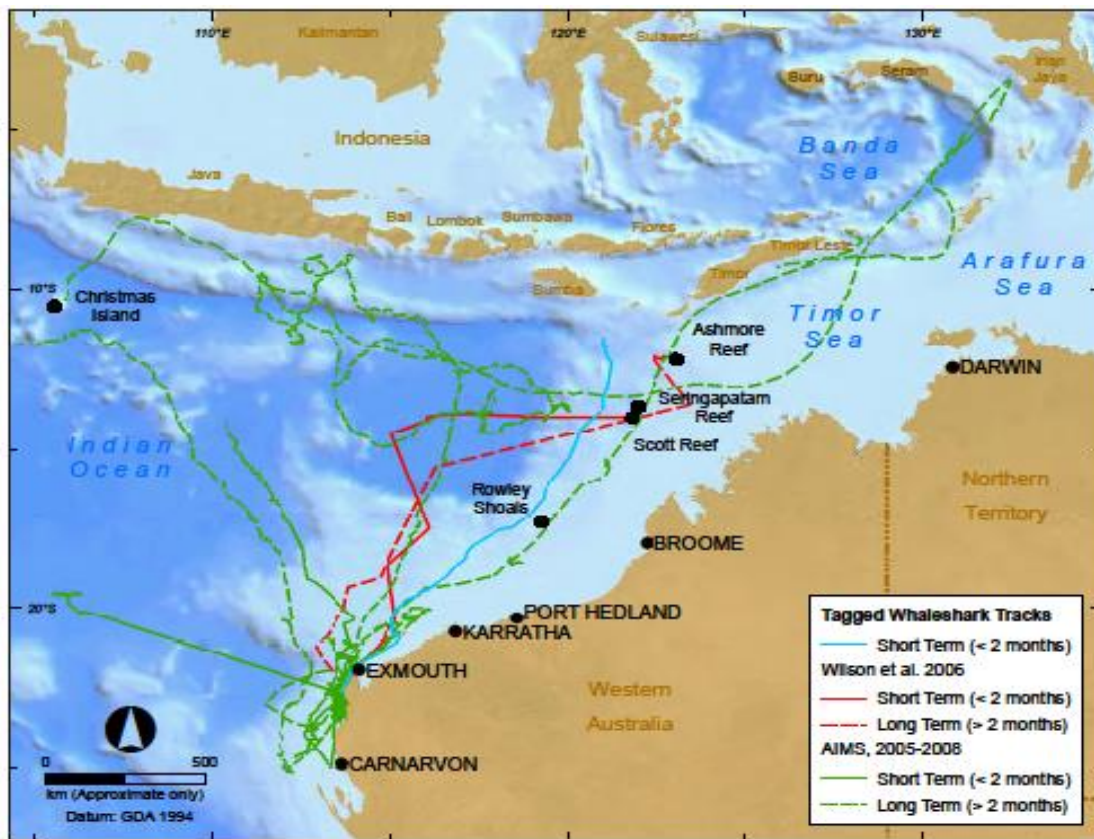 110°E
Kalimantan
120°E
Sulawesi
130°E
Buru
Seram
Irian
Jaya
Indonesia
Banda
Sea
Java
Bali
Lombok
Sumbawa
Flores
Timor Leste
Arafura
Sea
10°S
Christmas
Island
Sumba
Timor
Timor
Sea
Ashmore
Reef
DARWIN
Seringapatam
Reef
Scott Reef
Indian
Ocean
Rowley
Shoals
Northern
Territory
BROOME
20°S
PORT HEDLAND
KARRATHA
EXMOUTH
Western
Australia
CARNARVON
0 500
km (Approximate only)
Datum: GDA 1994
Tagged Whaleshark Tracks
Short Term (< 2 months)
Wilson et al. 2006
Short Term (< 2 months)
Long Term (> 2 months)
AIMS, 2005-2008
Short Term (< 2 months)
Long Term (> 2 months)